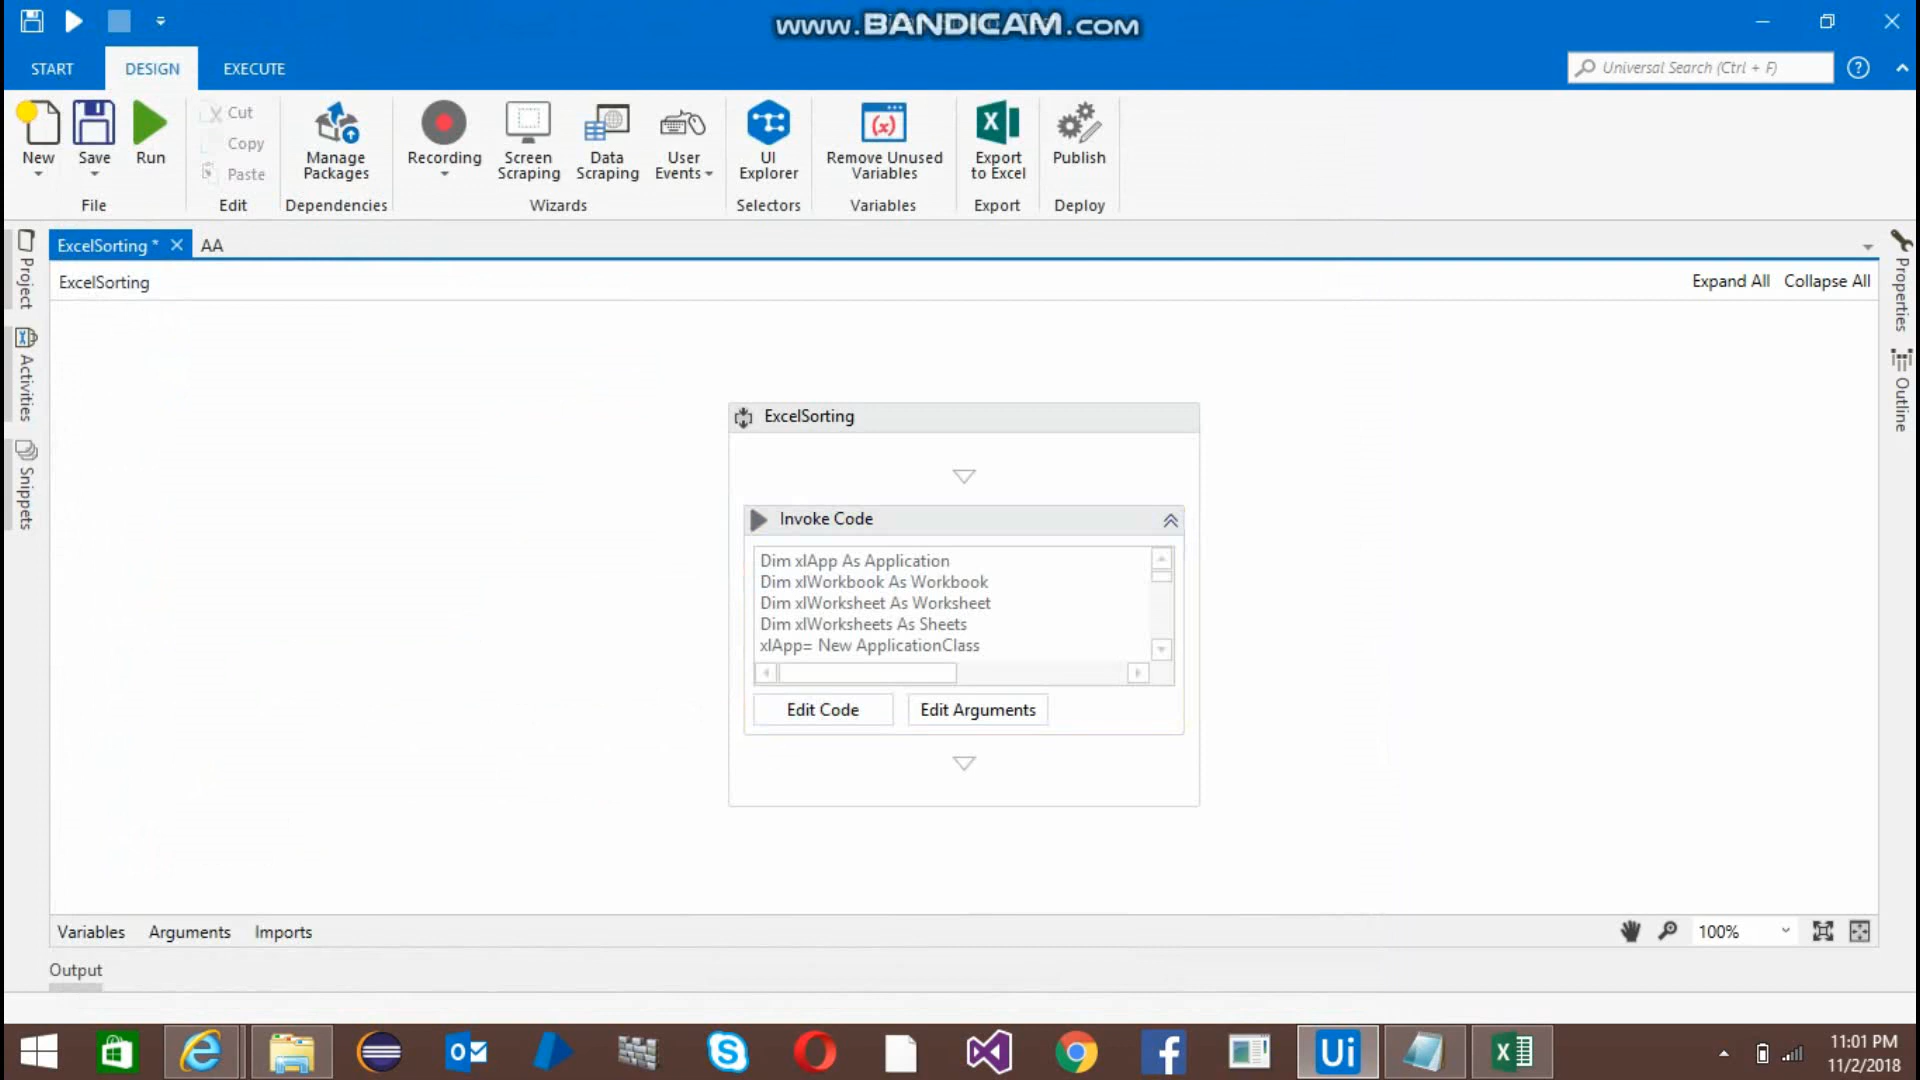 www.BANDICAM.com
START DESIGN EXECUTE
Universal Search (Ctrl + F)
New
Save
Run
File
Cut
Copy
Paste
Edit
Manage
Packages
Dependencies
Recording
Screen
Scraping
Data
Scraping
User
Events
Wizards
UI
Explorer
Selectors
Remove Unused
Variables
Variables
Export
to Excel
Export
Publish
Deploy
ExcelSorting *
AA
ExcelSorting
Expand All Collapse All
Project
Activities
Snippets
Properties
Outline
ExcelSorting
Invoke Code
Dim xlApp As Application
Dim xlWorkbook As Workbook
Dim xlWorksheet As Worksheet
Dim xlWorksheets As Sheets
xlApp= New ApplicationClass
Edit Code
Edit Arguments
Variables Arguments Imports
100%
Output
Ui
11:01 PM
11/2/2018